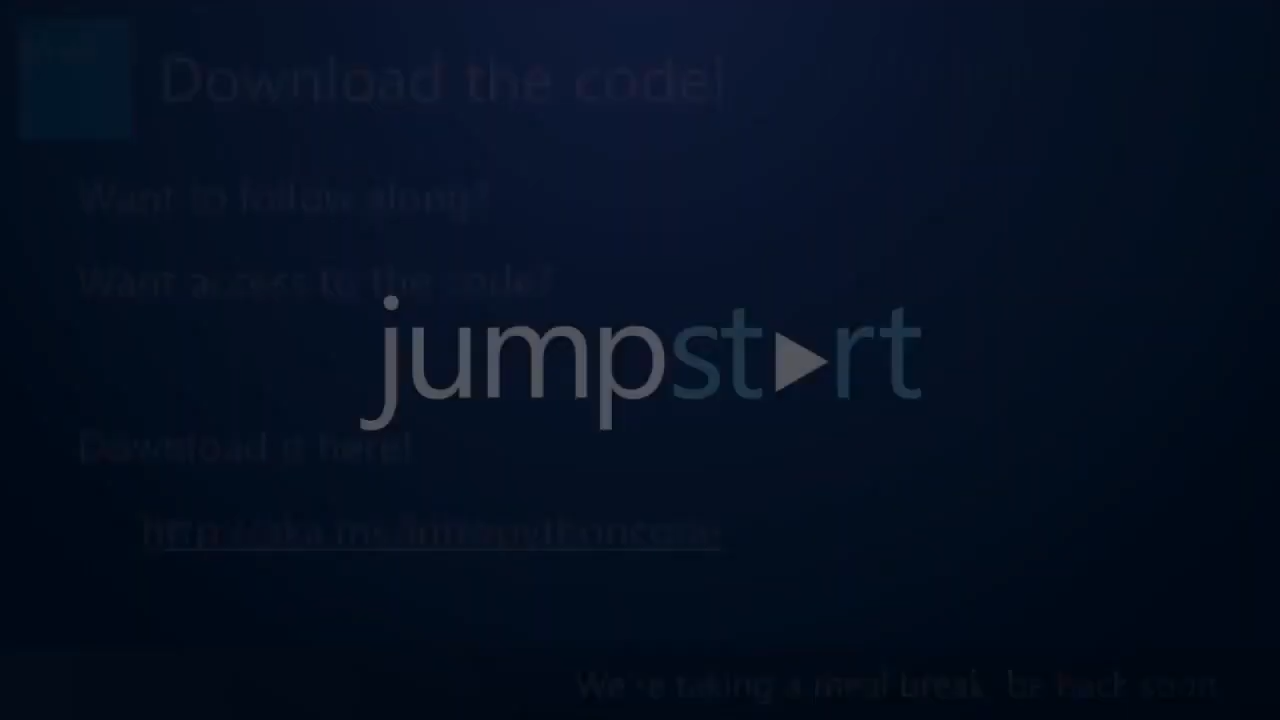 Download the code!
Want to follow along?
Want access to the code?
jumpstart
Download it here!
We're taking a meal break, be back soon